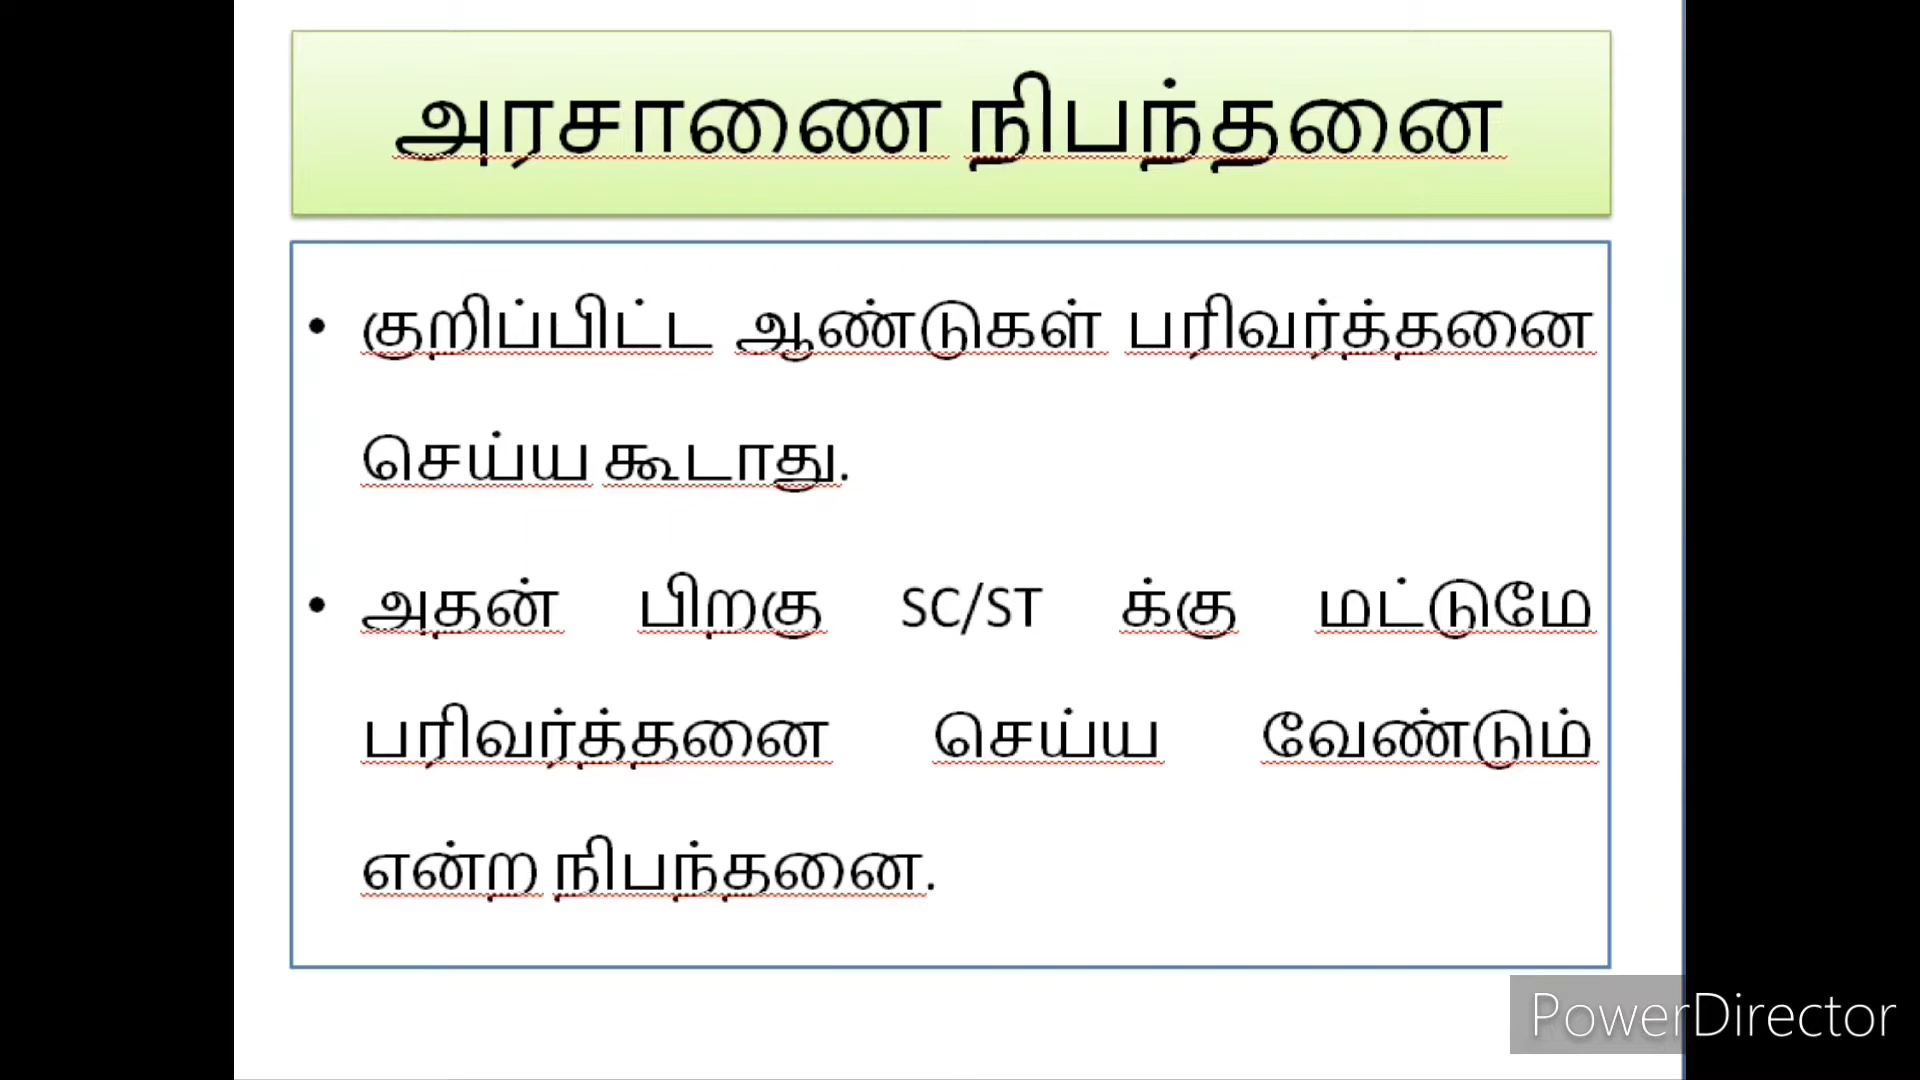 அரசாணை நிபந்தனை
• குறிப்பிட்ட ஆண்டுகள் பரிவர்த்தனை
செய்ய கூடாது.
• அதன் பிறகு SC/ST க்கு மட்டுமே
பரிவர்த்தனை செய்ய வேண்டும்
என்ற நிபந்தனை.
PowerDirector